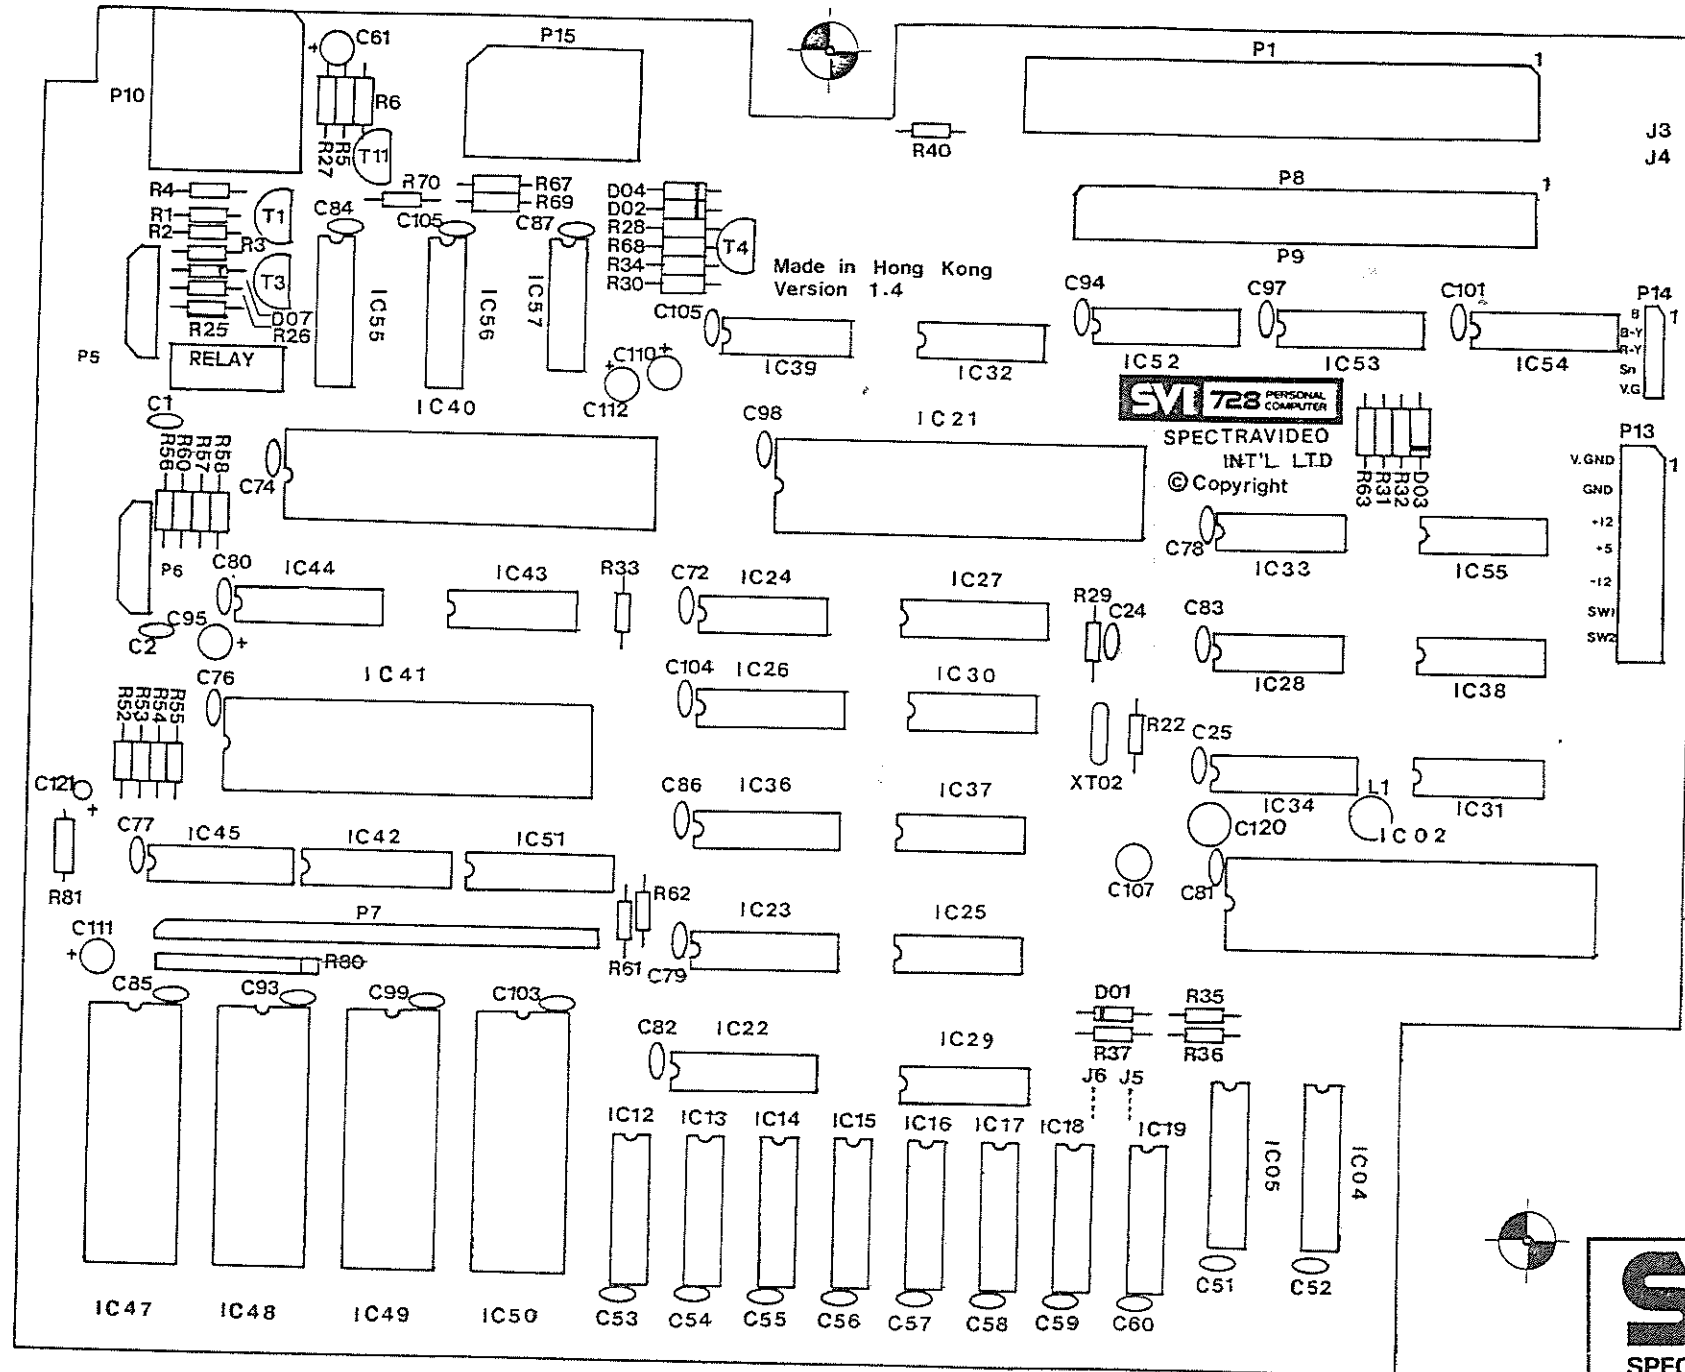 C61
P15
P1
1
P10
R6
R27
R5
T11
R40
J3
J4
R4
R70
R67
R69
D04
D02
R28
R68
R34
R30
T4
P8
1
P9
R1
R2
T1
R3
C84
C105
C87
T3
D07
R26
R25
RELAY
P5
IC55
IC56
IC57
Made in Hong Kong
Version 1.4
C105
C110
C112
IC39
IC32
C94
C97
C101
IC52
IC53
IC54
P14
1
B
B-Y
R-Y
Sn
V.G
SVI 728 PERSONAL
COMPUTER
SPECTRAVIDEO
INT'L LTD
© Copyright
C1
R56
R60
R57
R58
IC40
C74
C98
IC21
R63
R31
R32
D03
P13
1
V.GND
GND
+12
+5
-12
SW1
SW2
P6
C80
IC44
IC43
R33
C72
IC24
IC27
R29
C24
C78
IC33
IC55
C2
C95
C83
IC28
IC38
C76
IC41
C104
IC26
IC30
R52
R53
R54
R55
XT02
R22
C25
IC34
IC31
L1
C121
C86
IC36
IC37
C120
IC02
C77
IC45
IC42
IC51
R81
C107
C81
P7
R62
R61
IC23
IC25
C79
C111
R80
C85
C93
C99
C103
C82
IC22
IC29
D01
R35
R37
R36
J6
J5
IC12
IC13
IC14
IC15
IC16
IC17
IC18
IC19
IC05
IC04
IC47
IC48
IC49
IC50
C53
C54
C55
C56
C57
C58
C59
C60
C51
C52
S
SPEC